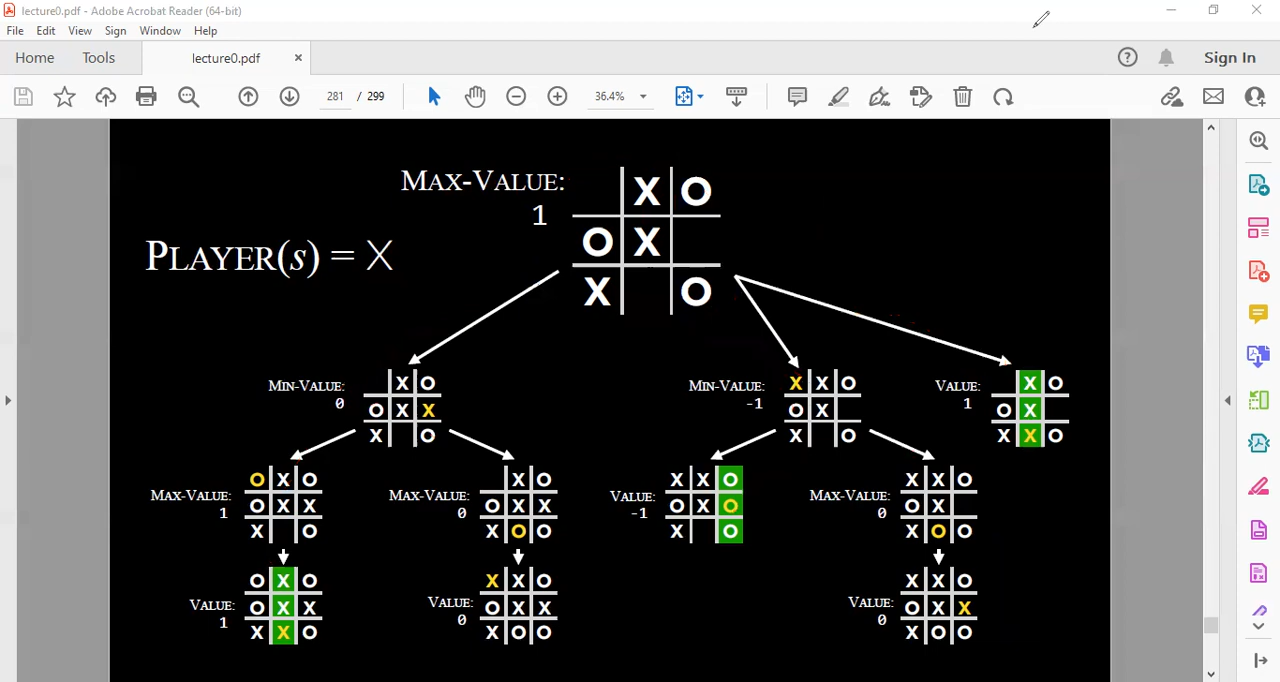 lecture0.pdf - Adobe Acrobat Reader (64-bit)
File Edit View Sign Window Help
Home Tools lecture0.pdf × Sign In
281 / 299 36.4%
MAX-VALUE:
1
X O
O X
X O
PLAYER(s) = X
MIN-VALUE:
0
X O
O X X
X O
MIN-VALUE:
-1
X X O
O X
X O
VALUE:
1
X O
O X
X X O
MAX-VALUE:
1
O X O
O X X
X O
MAX-VALUE:
0
X O
O X X
X O O
VALUE:
-1
X X O
O X O
X O
MAX-VALUE:
0
X X O
O X
X O O
VALUE:
1
O X O
O X X
X X O
VALUE:
0
X X O
O X X
X O O
VALUE:
0
X X O
O X X
X O O